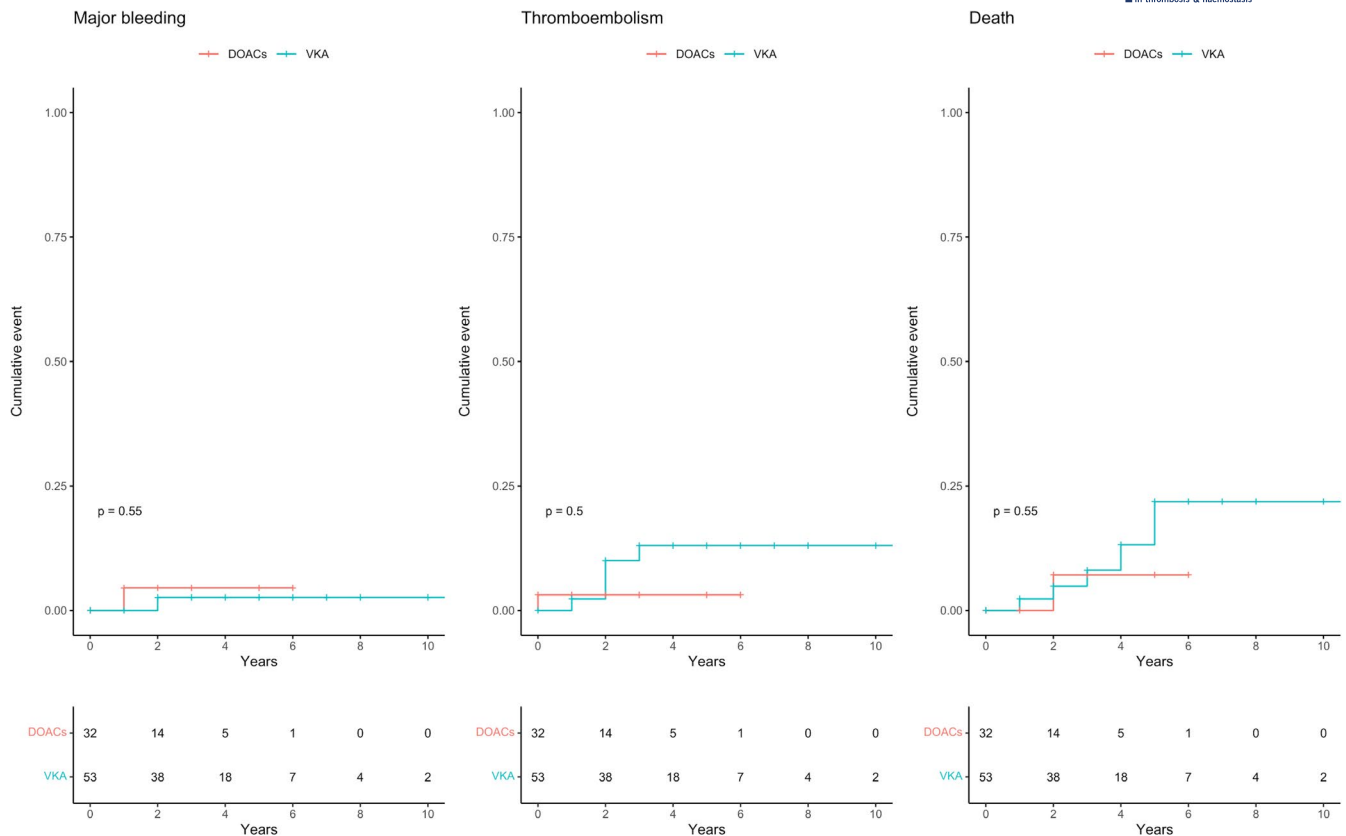 in thrombosis & haemostasis
Major bleeding
DOACs VKA
1.00
0.75
0.50
0.25
0.00
Cumulative event
p = 0.55
0 2 4 6 8 10
Years
DOACs 32 14 5 1 0 0
VKA 53 38 18 7 4 2
0 2 4 6 8 10
Years
Thromboembolism
DOACs VKA
1.00
0.75
0.50
0.25
0.00
Cumulative event
p = 0.5
0 2 4 6 8 10
Years
DOACs 32 14 5 1 0 0
VKA 53 38 18 7 4 2
0 2 4 6 8 10
Years
Death
DOACs VKA
1.00
0.75
0.50
0.25
0.00
Cumulative event
p = 0.55
0 2 4 6 8 10
Years
DOACs 32 14 5 1 0 0
VKA 53 38 18 7 4 2
0 2 4 6 8 10
Years